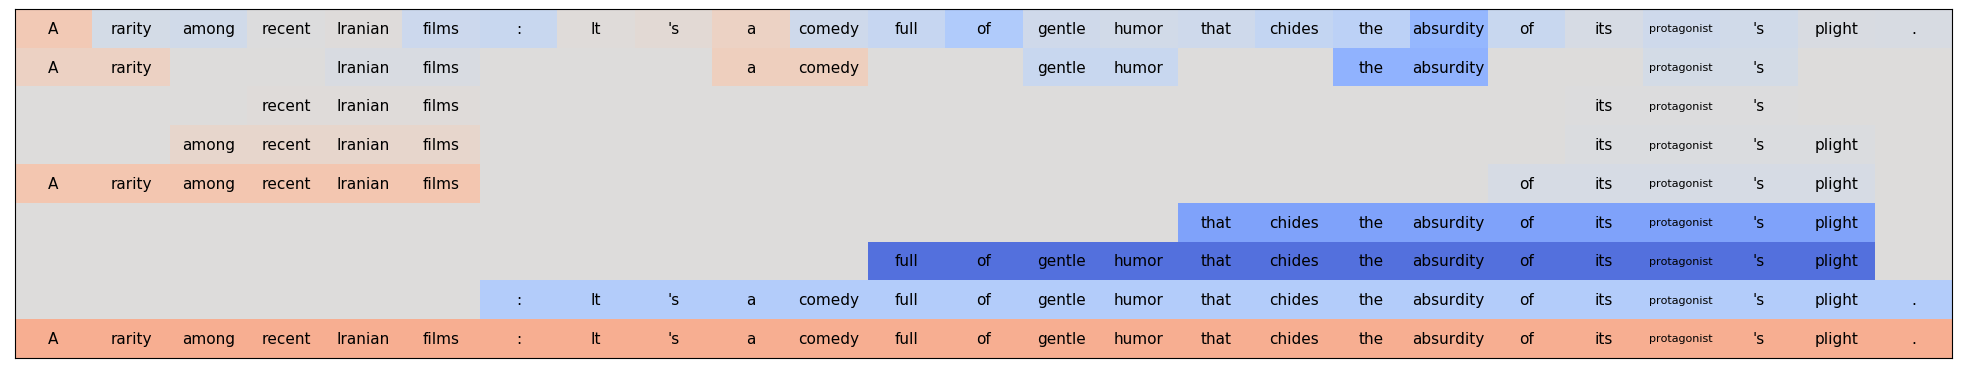 A rarity among recent Iranian films : It 's a comedy full of gentle humor that chides the absurdity of its protagonist 's plight .
A rarity Iranian films a comedy gentle humor the absurdity protagonist 's
recent Iranian films its protagonist 's
among recent Iranian films its protagonist 's plight
A rarity among recent Iranian films of its protagonist 's plight
that chides the absurdity of its protagonist 's plight
full of gentle humor that chides the absurdity of its protagonist 's plight
: It 's a comedy full of gentle humor that chides the absurdity of its protagonist 's plight .
A rarity among recent Iranian films : It 's a comedy full of gentle humor that chides the absurdity of its protagonist 's plight .